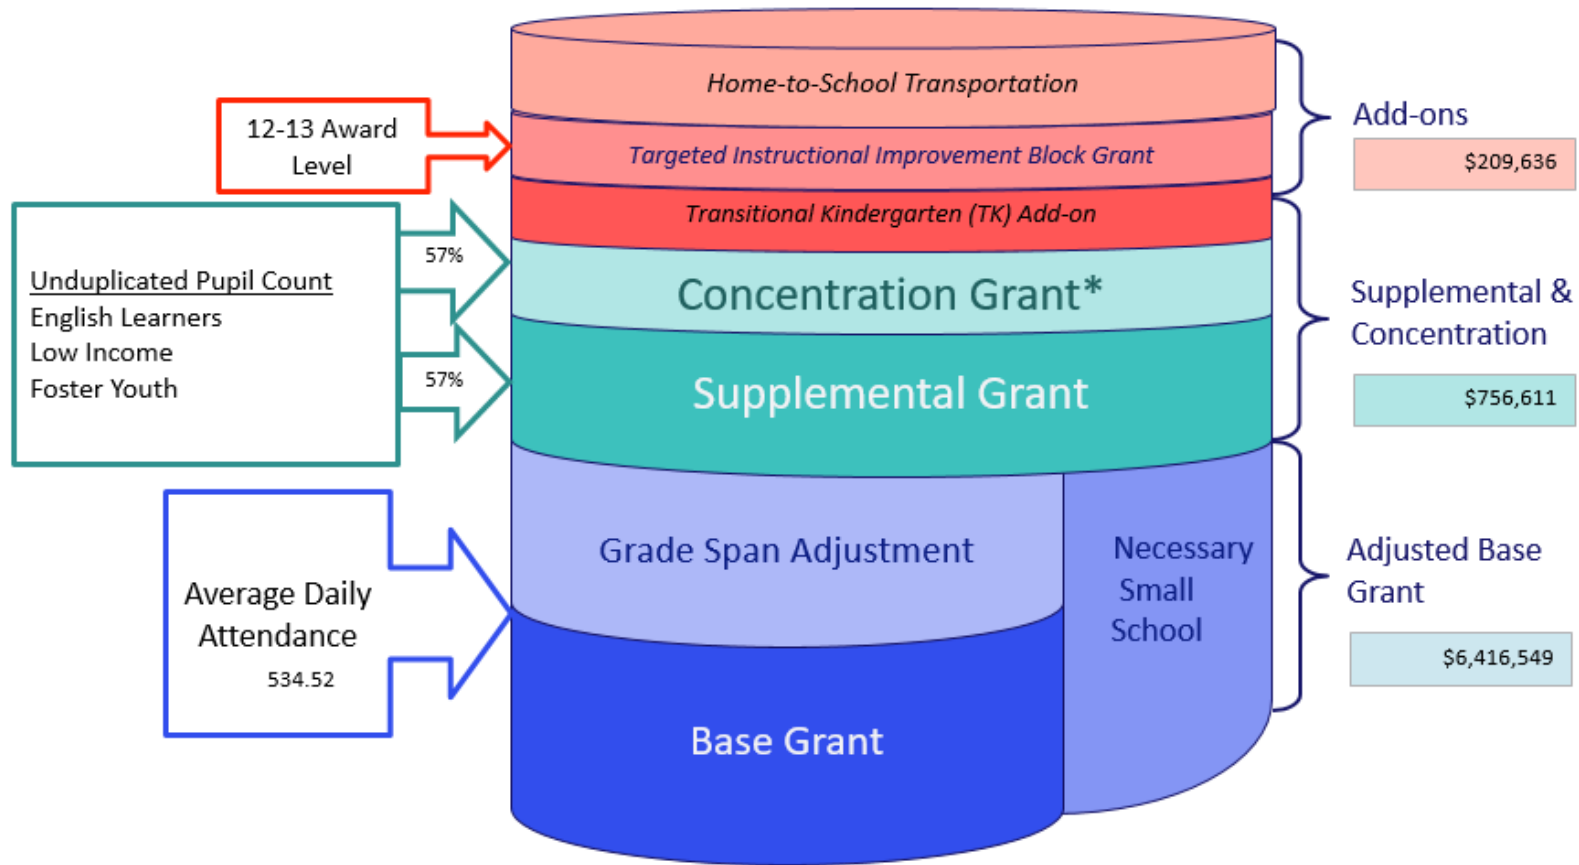 Home-to-School Transportation
12-13 Award
Level
Targeted Instructional Improvement Block Grant
Add-ons
$209,636
Transitional Kindergarten (TK) Add-on
Unduplicated Pupil Count
English Learners
Low Income
Foster Youth
57%
57%
Concentration Grant*
Supplemental Grant
Supplemental &
Concentration
$756,611
Average Daily
Attendance
534.52
Grade Span Adjustment
Necessary
Small
School
Base Grant
Adjusted Base
Grant
$6,416,549